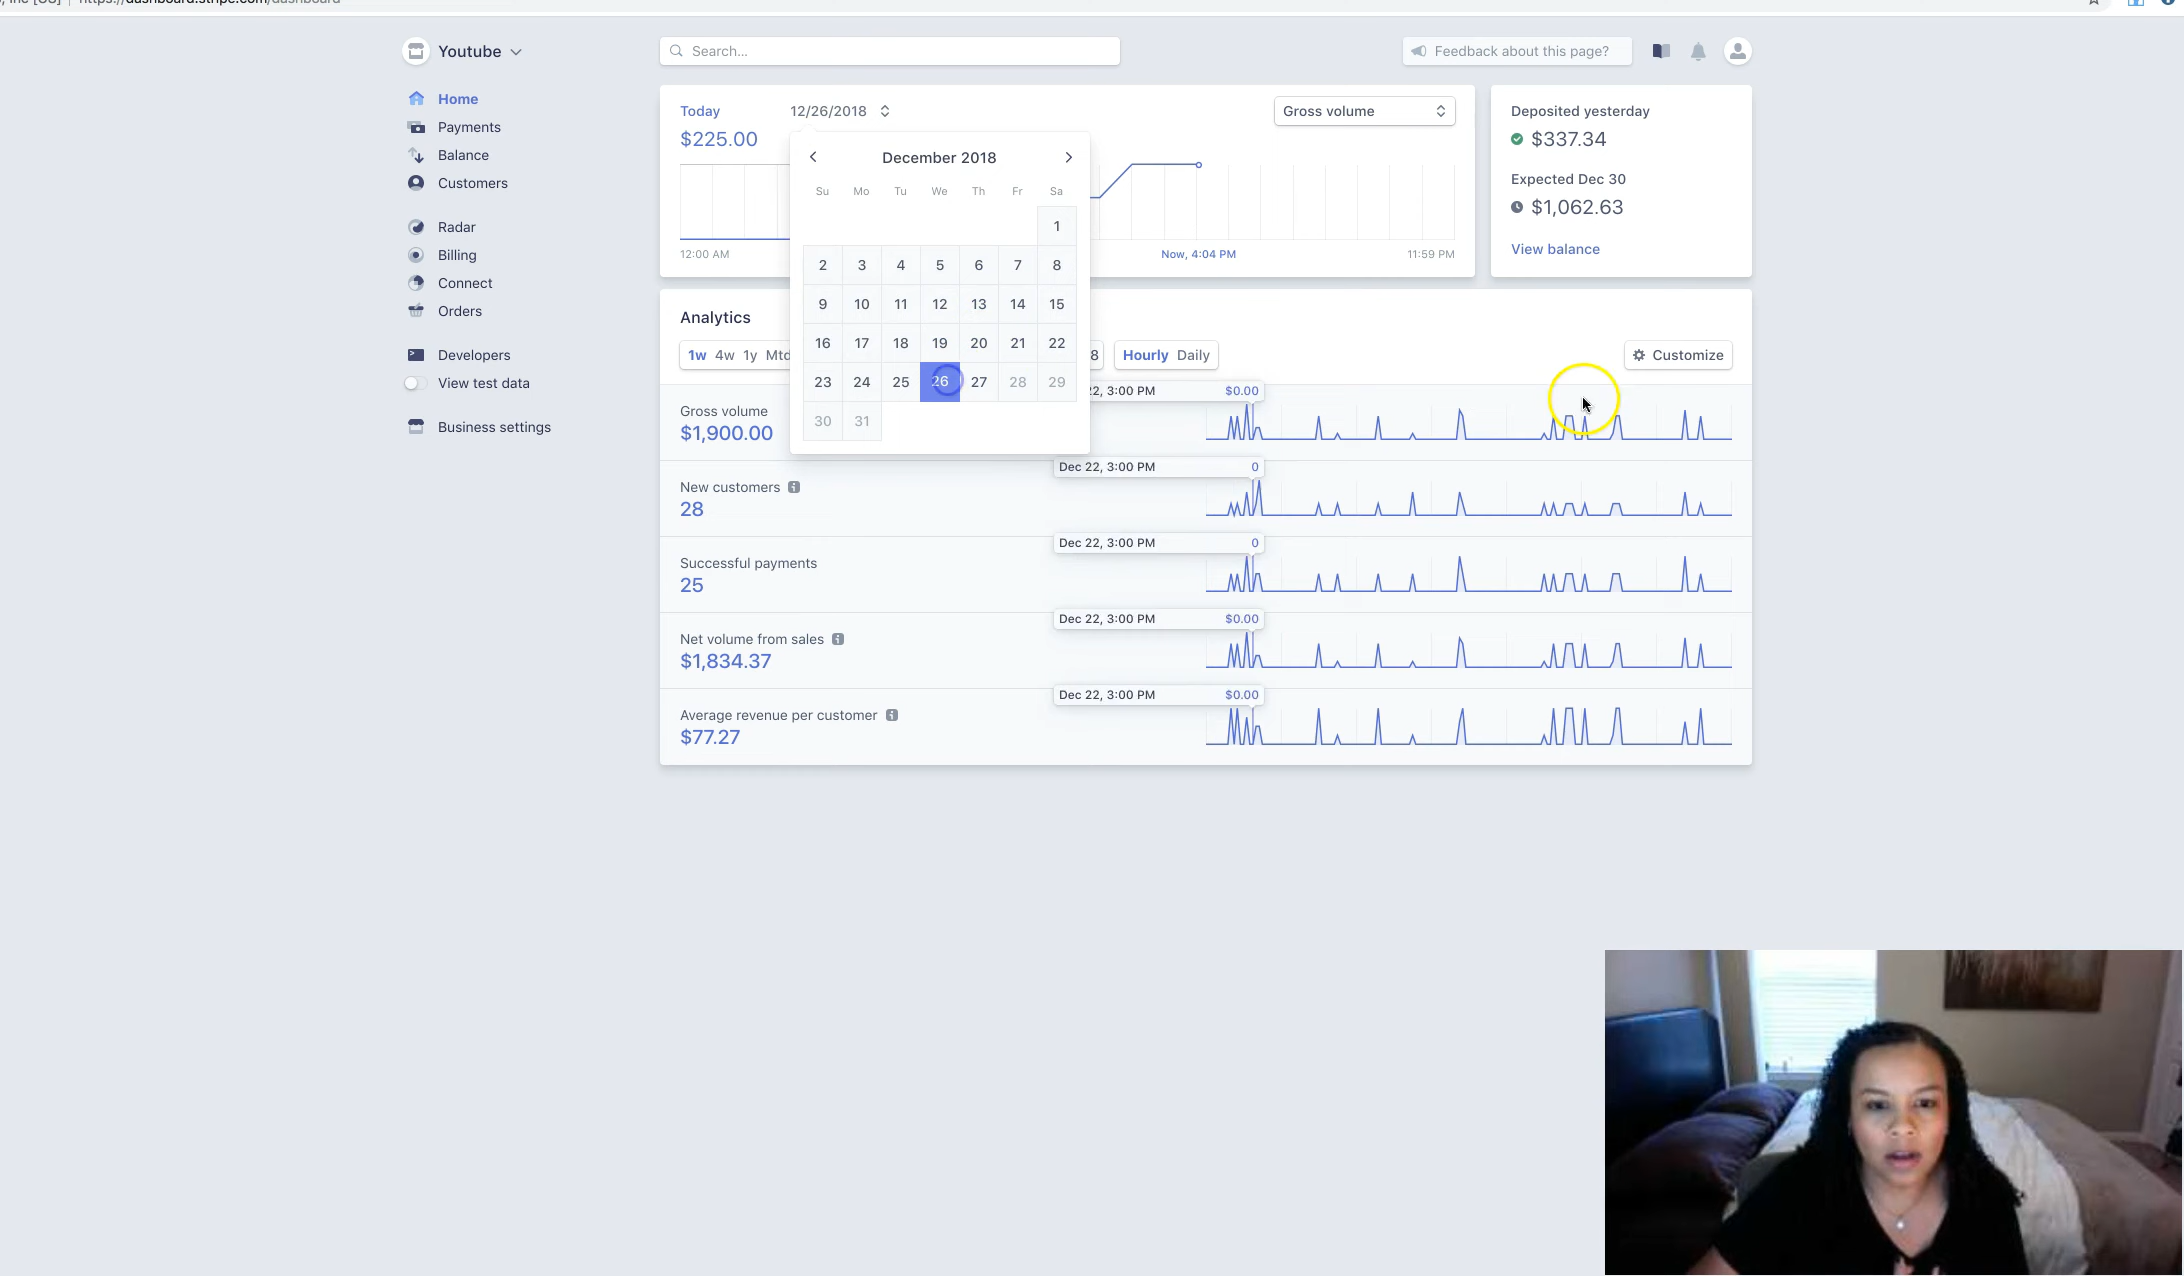 https://dashboard.stripe.com/dashboard
Youtube
Search...
Feedback about this page?
Home
Payments
Balance
Customers
Radar
Billing
Connect
Orders
Developers
View test data
Business settings
Today
$225.00
12/26/2018
Gross volume
December 2018
Su Mo Tu We Th Fr Sa
1
2 3 4 5 6 7 8
9 10 11 12 13 14 15
16 17 18 19 20 21 22
23 24 25 26 27 28 29
30 31
12:00 AM
Now, 4:04 PM
11:59 PM
Deposited yesterday
$337.34
Expected Dec 30
$1,062.63
View balance
Analytics
1w 4w 1y Mtd
8
Hourly Daily
Customize
Gross volume
$1,900.00
22, 3:00 PM $0.00
New customers
28
Dec 22, 3:00 PM 0
Successful payments
25
Dec 22, 3:00 PM 0
Net volume from sales
$1,834.37
Dec 22, 3:00 PM $0.00
Average revenue per customer
$77.27
Dec 22, 3:00 PM $0.00